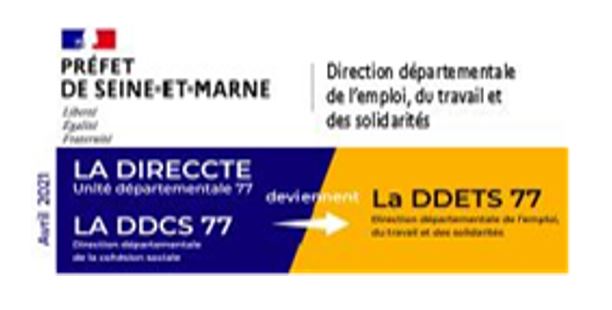 PRÉFET
DE SEINE-ET-MARNE
Liberté
Égalité
Fraternité
Direction départementale
de l'emploi, du travail et
des solidarités
Avril 2021
LA DIRECCTE
Unité départementale 77
LA DDCS 77
Direction départementale
de la cohésion sociale
deviennent
La DDETS 77
Direction départementale de l'emploi,
du travail et des solidarités